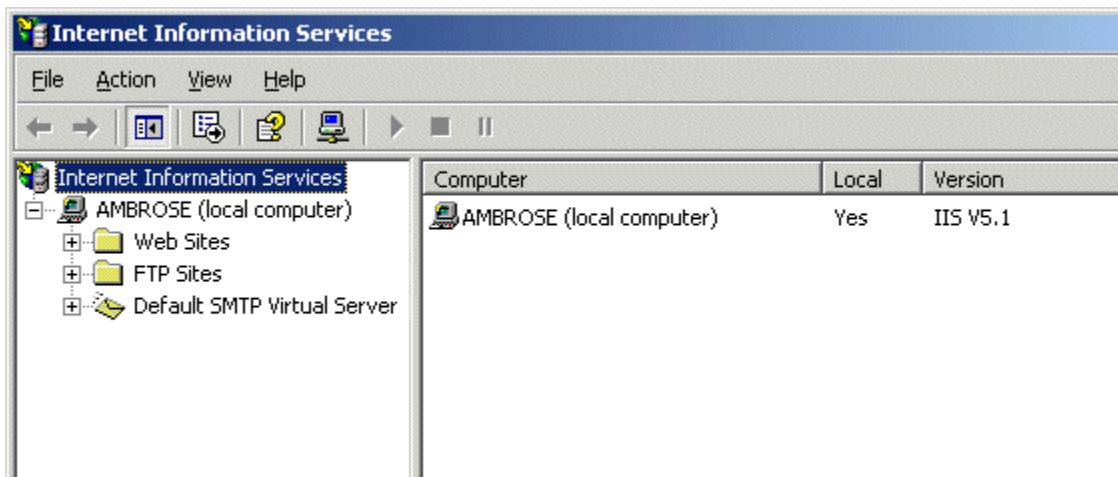 Internet Information Services
File Action View Help
Internet Information Services
AMBROSE (local computer)
Web Sites
FTP Sites
Default SMTP Virtual Server
Computer Local Version
AMBROSE (local computer) Yes IIS V5.1